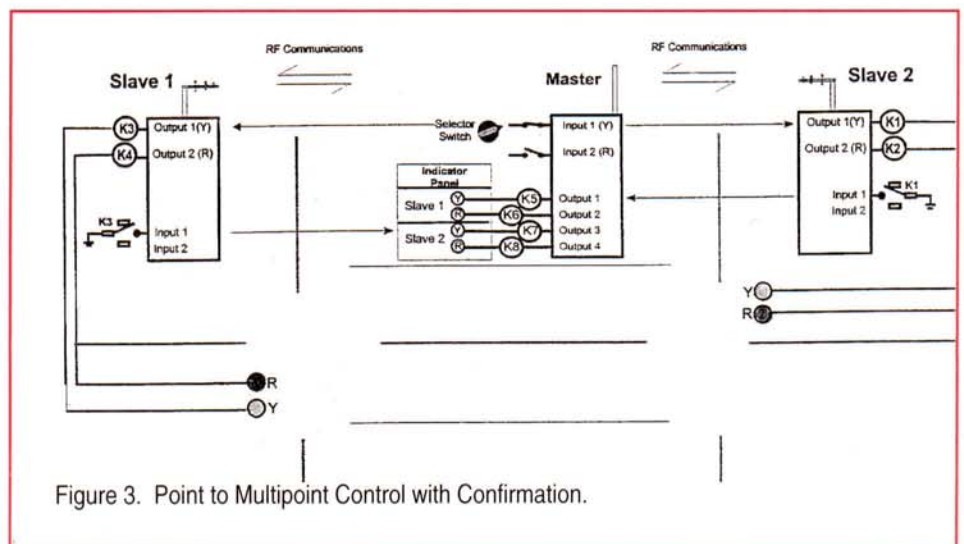 RF Communications
RF Communications
Slave 1
Master
Slave 2
K3
K4
Output 1(Y)
Output 2 (R)
K3
Input 1
Input 2
Selector
Switch
Input 1 (Y)
Input 2 (R)
Indicator
Panel
Slave 1
Y
R
Slave 2
Y
R
K5
K6
K7
K8
Output 1
Output 2
Output 3
Output 4
Output 1(Y)
Output 2 (R)
K1
K2
Input 1
Input 2
K1
Y
R
R
Y
Figure 3. Point to Multipoint Control with Confirmation.